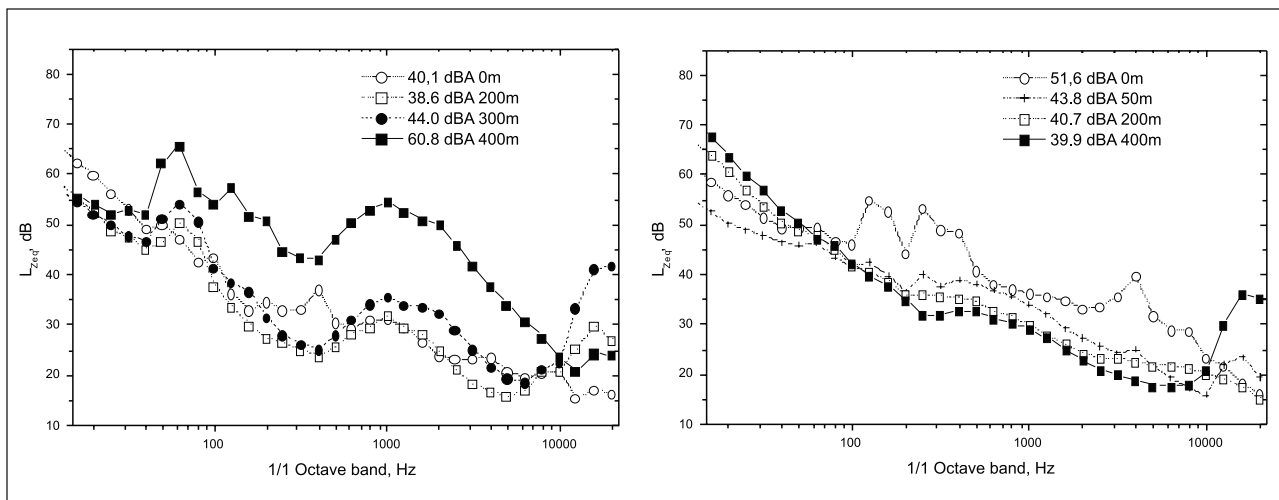 80
70
60
50
40
30
20
10
L Zeq, dB
40,1 dBA 0m
38.6 dBA 200m
44.0 dBA 300m
60.8 dBA 400m
100 1000 10000
1/1 Octave band, Hz
80
70
60
50
40
30
20
10
L Zeq, dB
51,6 dBA 0m
43.8 dBA 50m
40.7 dBA 200m
39.9 dBA 400m
100 1000 10000
1/1 Octave band, Hz